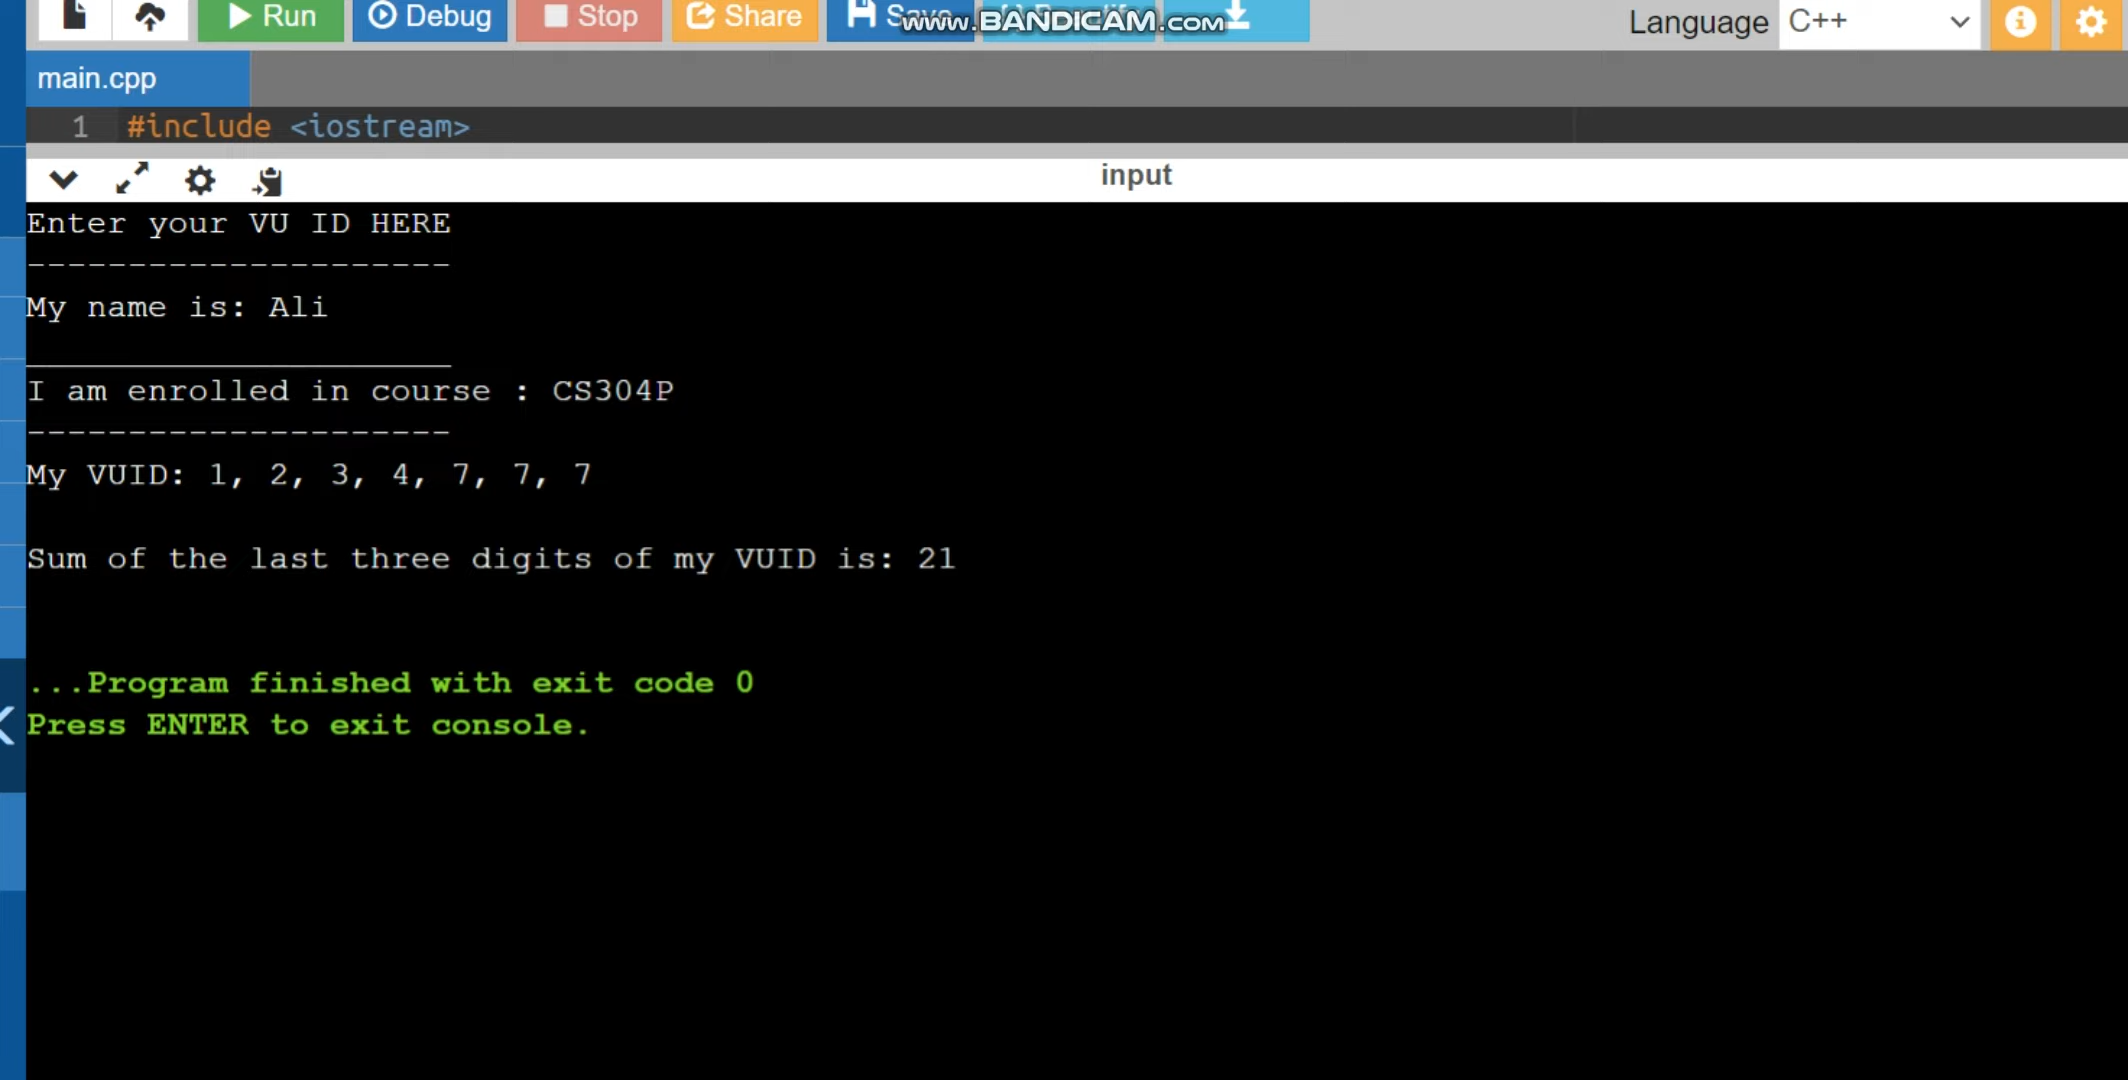 Run Debug Stop Share Save www.BANDICAM.com Language C++
main.cpp
1 #include <iostream>
input
Enter your VU ID HERE
---------------------
My name is: Ali
_____________________
I am enrolled in course : CS304P
---------------------
My VUID: 1, 2, 3, 4, 7, 7, 7
Sum of the last three digits of my VUID is: 21
...Program finished with exit code 0
Press ENTER to exit console.